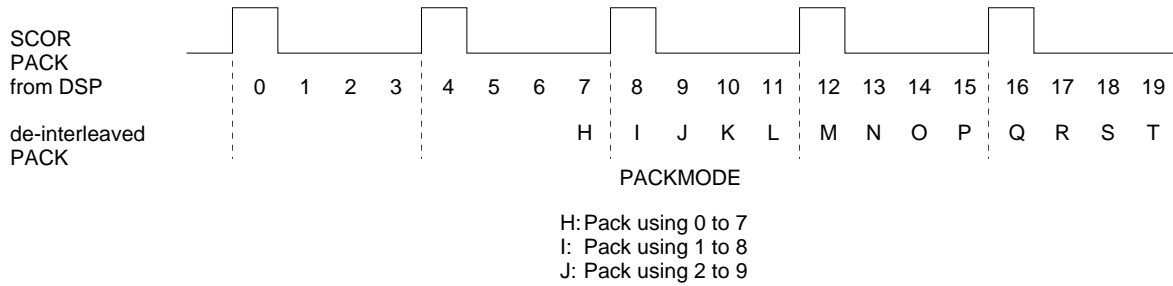 SCOR
PACK
from DSP 0 1 2 3 4 5 6 7 8 9 10 11 12 13 14 15 16 17 18 19
de-interleaved H I J K L M N O P Q R S T
PACK
PACKMODE
H: Pack using 0 to 7
I: Pack using 1 to 8
J: Pack using 2 to 9